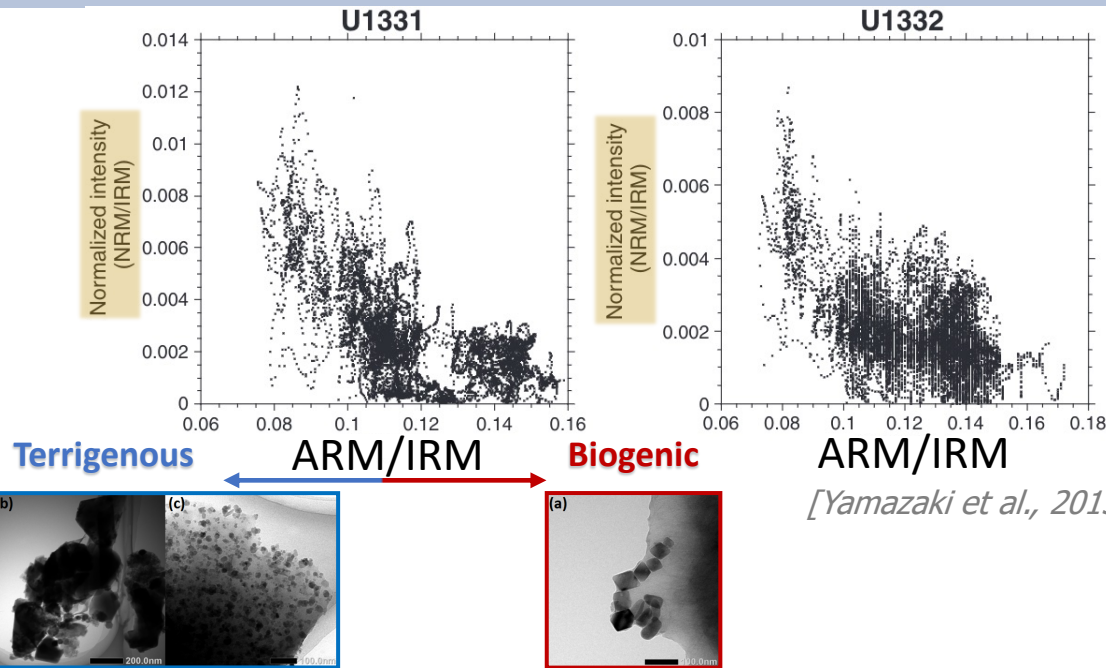 U1331
U1332
0.014
0.012
0.01
0.008
0.006
0.004
0.002
0
0.06
0.08
0.1
0.12
0.14
0.16
Normalized intensity
(NRM/IRM)
0.01
0.008
0.006
0.004
0.002
0
0.06
0.08
0.1
0.12
0.14
0.16
0.18
Normalized intensity
(NRM/IRM)
Terrigenous
ARM/IRM
Biogenic
ARM/IRM
[Yamazaki et al., 201
b)
(c)
(a)
200.0nm
100.0nm